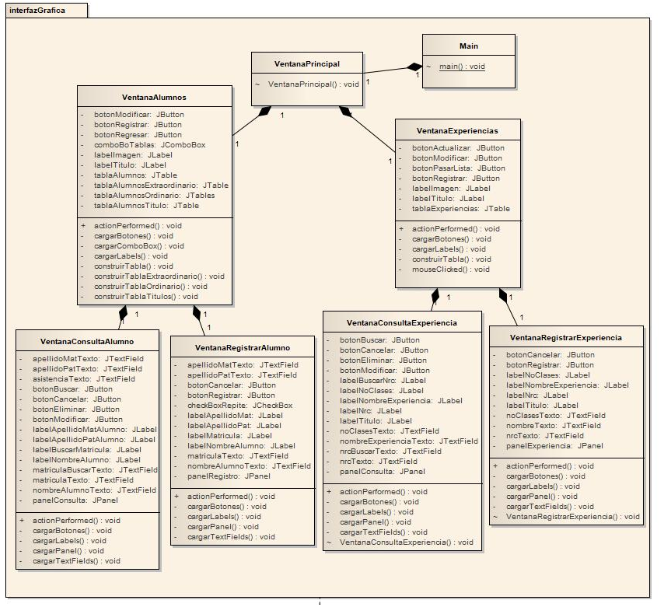 interfazGrafica
Main
~ main() : void
VentanaPrincipal
~ VentanaPrincipal() : void
1
1
1
1
1
1
VentanaAlumnos
- botonModificar: JButton
- botonRegistrar: JButton
- botonRegresar: JButton
- comboBoTablas: JComboBox
- labelImagen: JLabel
- labelTitulo: JLabel
- tablaAlumnos: JTable
- tablaAlumnosExtraordinario: JTable
- tablaAlumnosOrdinario: JTables
- tablaAlumnosTitulo: JTable
+ actionPerformed() : void
- cargarBotones() : void
- cargarComboBox() : void
- cargarLabels() : void
- construirTabla() : void
- construirTablaExtraordinario() : void
- construirTablaOrdinario() : void
- construirTablaTitulos() : void
VentanaExperiencias
- botonActualizar: JButton
- botonModificar: JButton
- botonPasarLista: JButton
- botonRegistrar: JButton
- labelImagen: JLabel
- labelTitulo: JLabel
- tablaExperiencias: JTable
+ actionPerformed() : void
- cargarBotones() : void
- cargarLabels() : void
- construirTabla() : void
- mouseClicked() : void
1
1
1
1
1
1
1
1
VentanaConsultaAlumno
- apellidoMatTexto: JTextField
- apellidoPatTexto: JTextField
- asistenciaTexto: JTextField
- botonBuscar: JButton
- botonCancelar: JButton
- botonEliminar: JButton
- botonModificar: JButton
- labelApellidoMatAlumno: JLabel
- labelApellidoPatAlumno: JLabel
- labelBuscarMatricula: JLabel
- labelNombreAlumno: JLabel
- matriculaBuscarTexto: JTextField
- matriculaTexto: JTextField
- nombreAlumnoTexto: JTextField
- panelConsulta: JPanel
+ actionPerformed() : void
- cargarBotones() : void
- cargarLabels() : void
- cargarPanel() : void
- cargarTextFields() : void
VentanaRegistrarAlumno
- apellidoMatTexto: JTextField
- apellidoPatTexto: JTextField
- botonCancelar: JButton
- botonRegistrar: JButton
- checkBoxRepite: JCheckBox
- labelApellidoMat: JLabel
- labelApellidoPat: JLabel
- labelMatricula: JLabel
- labelNombreAlumno: JLabel
- matriculaTexto: JTextField
- nombreAlumnoTexto: JTextField
- panelRegistro: JPanel
+ actionPerformed() : void
- cargarBotones() : void
- cargarLabels() : void
- cargarPanel() : void
- cargarTextFields() : void
VentanaConsultaExperiencia
- botonBuscar: JButton
- botonCancelar: JButton
- botonEliminar: JButton
- botonModificar: JButton
- labelBuscarNrc: JLabel
- labelNoClases: JLabel
- labelNombreExperiencia: JLabel
- labelNrc: JLabel
- labelTitulo: JLabel
- noClasesTexto: JTextField
- nombreExperienciaTexto: JTextField
- nrcBuscarTexto: JTextField
- nrcTexto: JTextField
- panelConsulta: JPanel
+ actionPerformed() : void
- cargarBotones() : void
- cargarLabels() : void
- cargarPanel() : void
- cargarTextFields() : void
~ VentanaConsultaExperiencia() : void
VentanaRegistrarExperiencia
- botonCancelar: JButton
- botonRegistrar: JButton
- labelNoClases: JLabel
- labelNombreExperiencia: JLabel
- labelNrc: JLabel
- labelTitulo: JLabel
- noClasesTexto: JTextField
- nombreTexto: JTextField
- nrcTexto: JTextField
- panelExperiencia: JPanel
+ actionPerformed() : void
- cargarBotones() : void
- cargarLabels() : void
- cargarPanel() : void
- cargarTextFields() : void
~ VentanaRegistrarExperiencia() : void